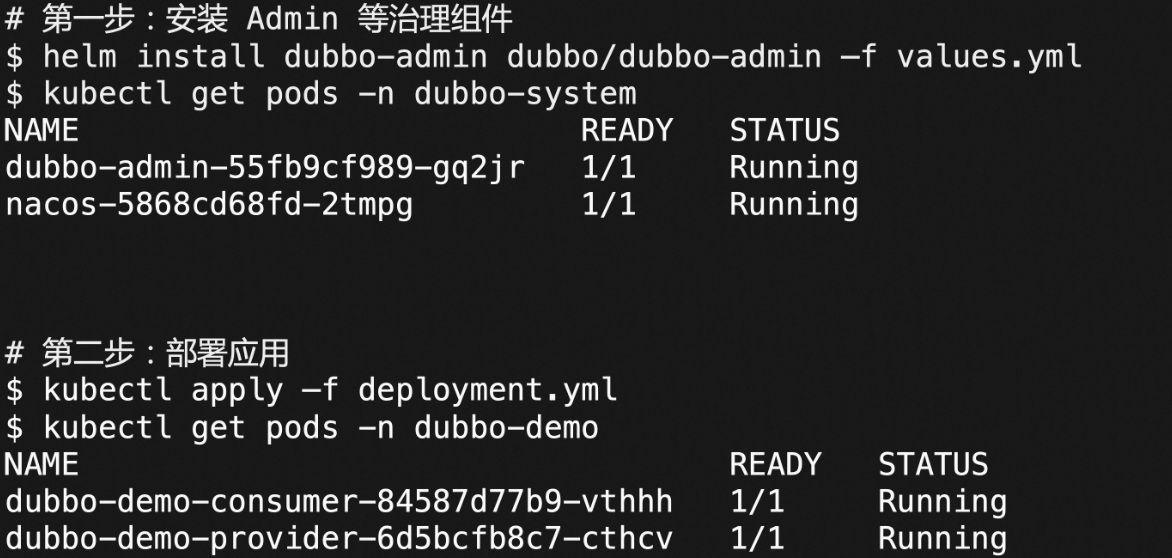 # 第一步：安装 Admin 等治理组件
$ helm install dubbo-admin dubbo/dubbo-admin -f values.yml
$ kubectl get pods -n dubbo-system
NAME READY STATUS
dubbo-admin-55fb9cf989-gq2jr 1/1 Running
nacos-5868cd68fd-2tmpg 1/1 Running
# 第二步：部署应用
$ kubectl apply -f deployment.yml
$ kubectl get pods -n dubbo-demo
NAME READY STATUS
dubbo-demo-consumer-84587d77b9-vthhh 1/1 Running
dubbo-demo-provider-6d5bcfb8c7-cthcv 1/1 Running